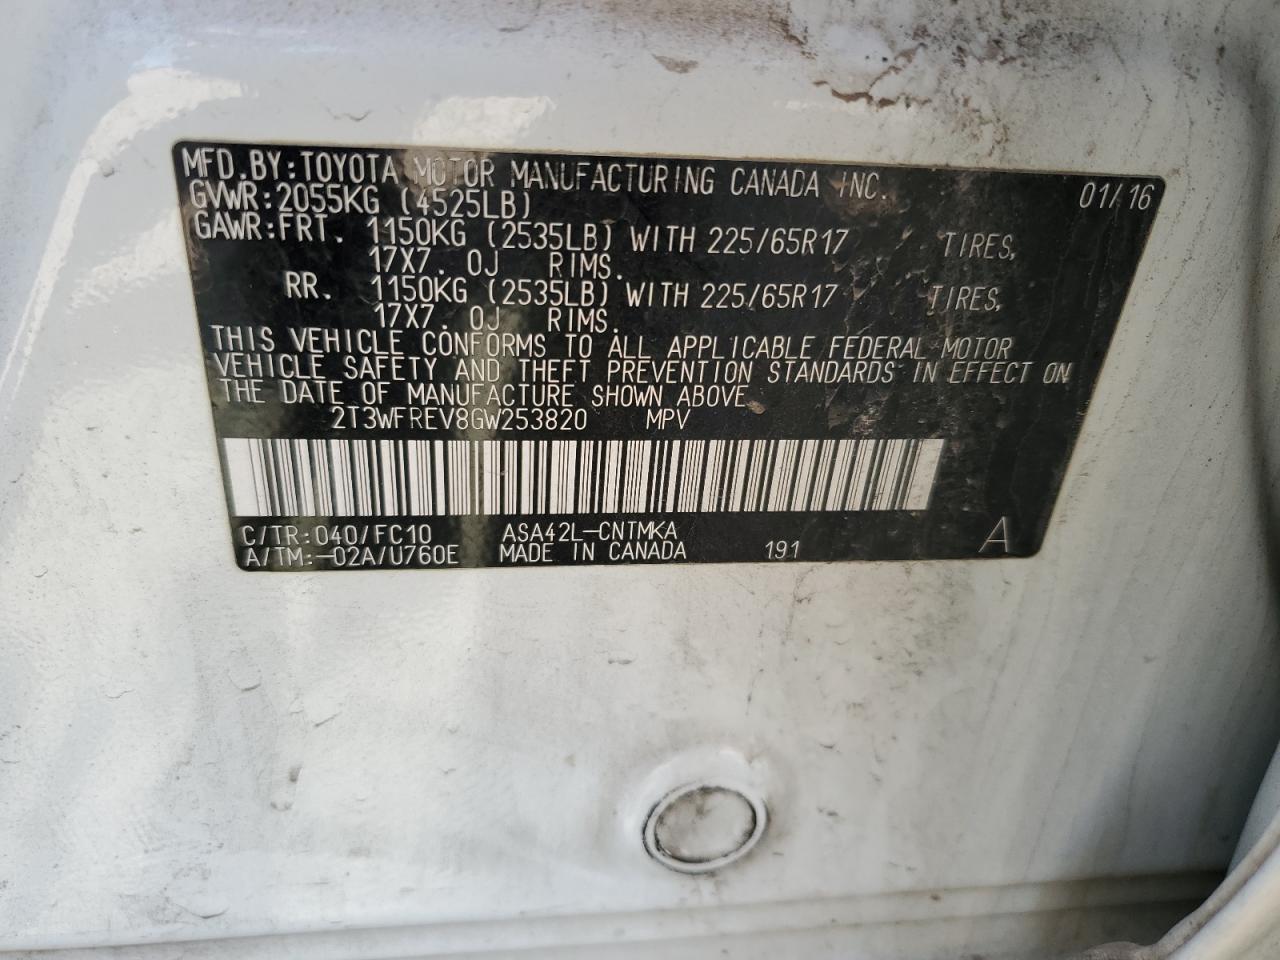 MFD.BY:TOYOTA MOTOR MANUFACTURING CANADA INC. 01/16
GVWR:2055KG (4525LB)
GAWR:FRT. 1150KG (2535LB) WITH 225/65R17 TIRES,
17X7.0J RIMS.
RR. 1150KG (2535LB) WITH 225/65R17 TIRES,
17X7.0J RIMS.
THIS VEHICLE CONFORMS TO ALL APPLICABLE FEDERAL MOTOR
VEHICLE SAFETY AND THEFT PREVENTION STANDARDS IN EFFECT ON
THE DATE OF MANUFACTURE SHOWN ABOVE.
2T3WFREV8GW253820 MPV
C/TR:040/FC10 ASA42L-CNTMKA
A/TM:-02A/U760E MADE IN CANADA 191 A